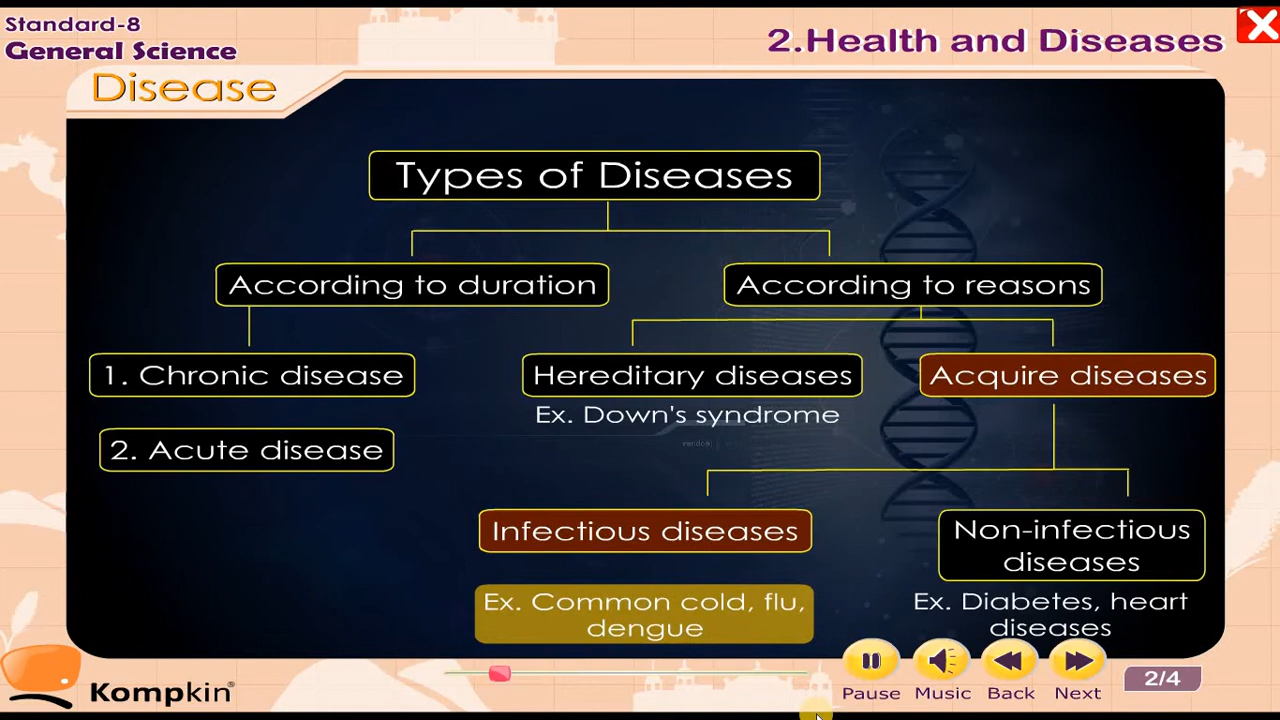 Standard-8
General Science
2.Health and Diseases
Disease
Types of Diseases
According to duration
According to reasons
1. Chronic disease
Hereditary diseases
Acquire diseases
Ex. Down's syndrome
2. Acute disease
Infectious diseases
Non-infectious
diseases
Ex. Common cold, flu,
dengue
Ex. Diabetes, heart
diseases
Kompkin®
Pause
Music
Back
Next
2/4